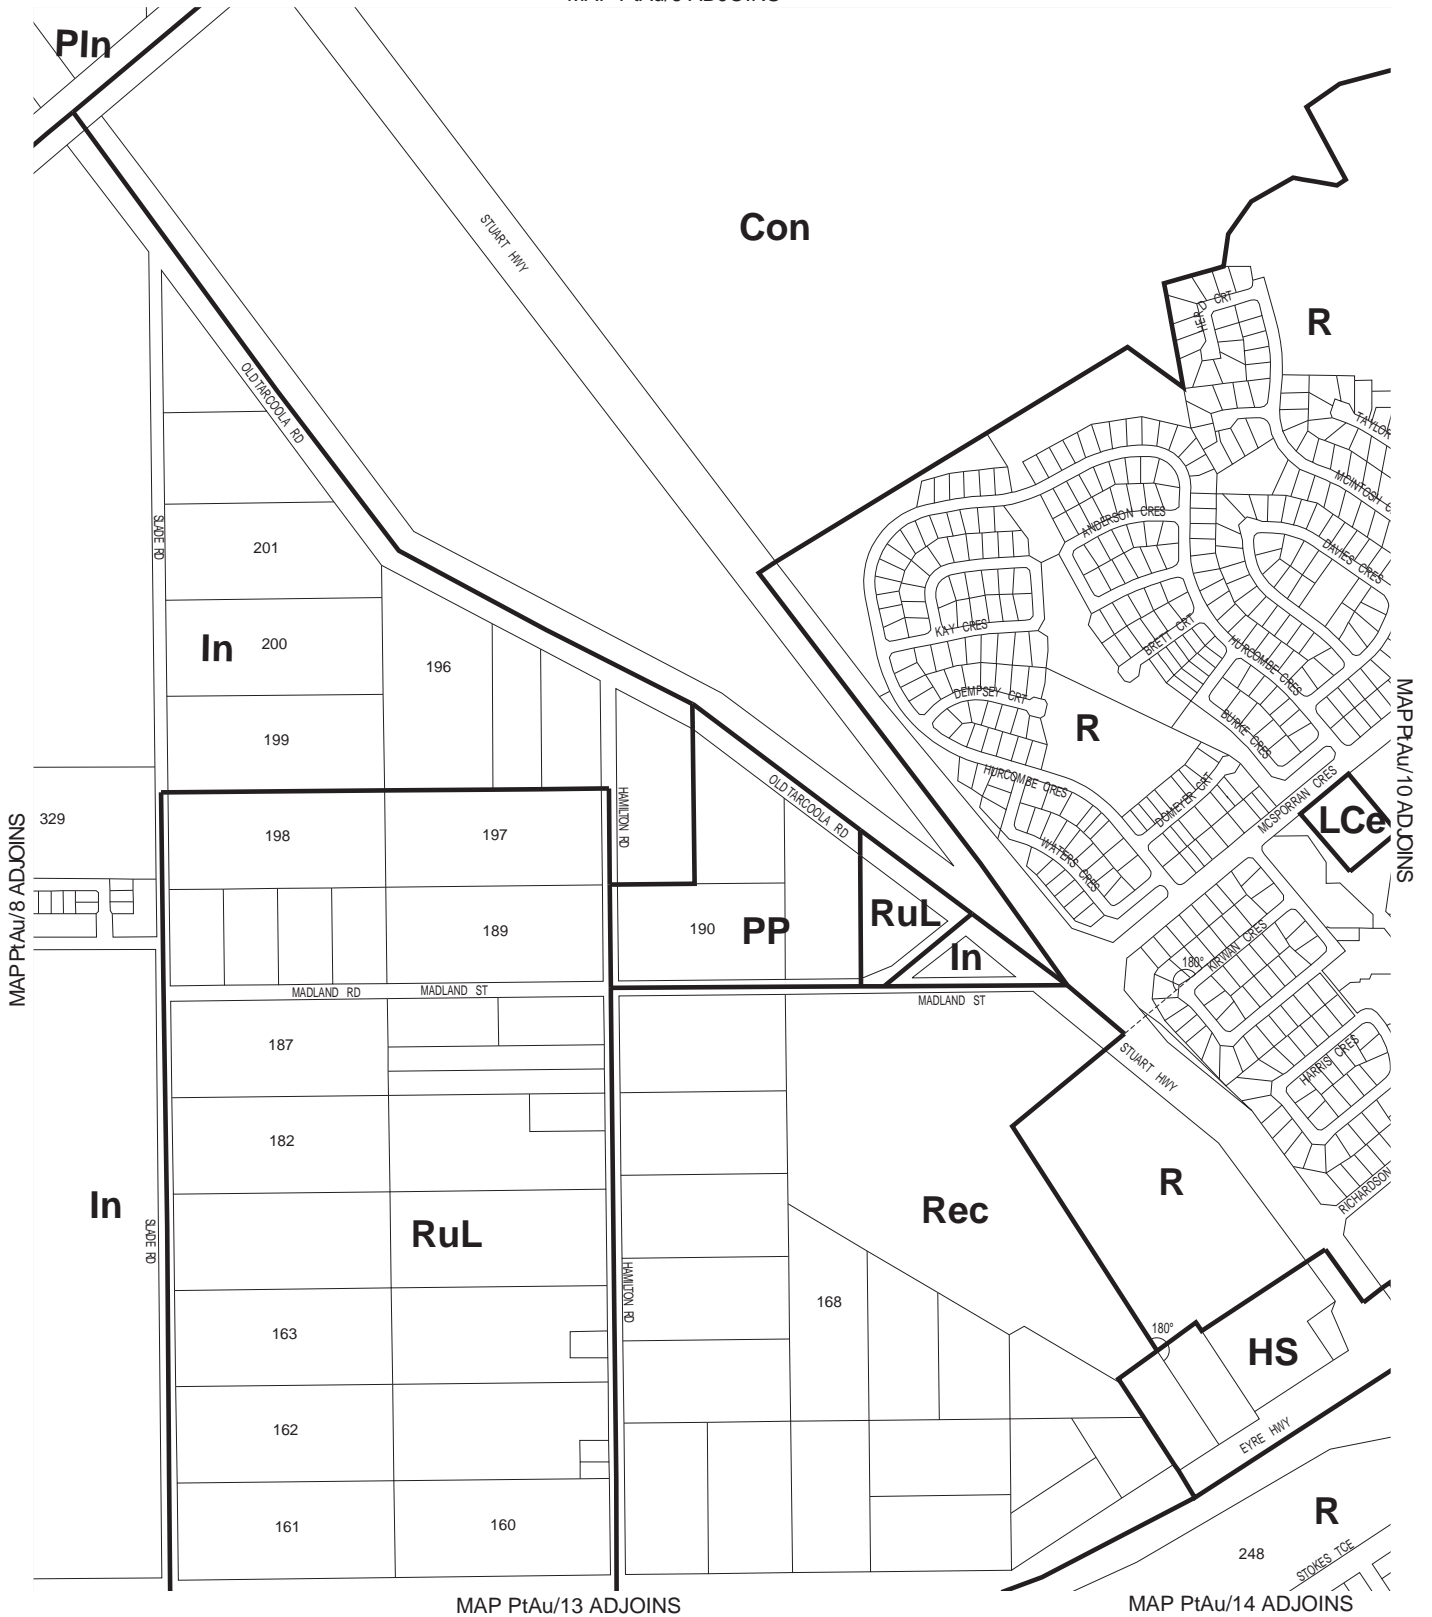 PIn
Con
STUART HWY
HERD CRT
R
OLD TARCOOLA RD
MCINTOSH
ANDERSON CRES
DAVIES CRES
SLADE RD
201
In
200
196
199
KAY CRES
BRETT CRT
HURCOMBE CRES
DEMPSEY CRT
R
BURKE CRES
MAP PtAu/10 ADJOINS
HURCOMBE CRES
DOMEYER CRT
MCSPORRAN CRES
LCe
OLD TARCOOLA RD
HAMILTON RD
329
198
197
WATERS CRES
MAP PtAu/8 ADJOINS
190
PP
RuL
189
In
KIRWAN CRES
180°
MADLAND RD
MADLAND ST
MADLAND ST
187
STUART HWY
HARRIS CRES
182
R
RICHARDSON
In
Rec
SLADE RD
RuL
HAMILTON RD
168
163
180°
HS
162
EYRE HWY
161
160
R
248
STOKES TCE
MAP PtAu/13 ADJOINS
MAP PtAu/14 ADJOINS